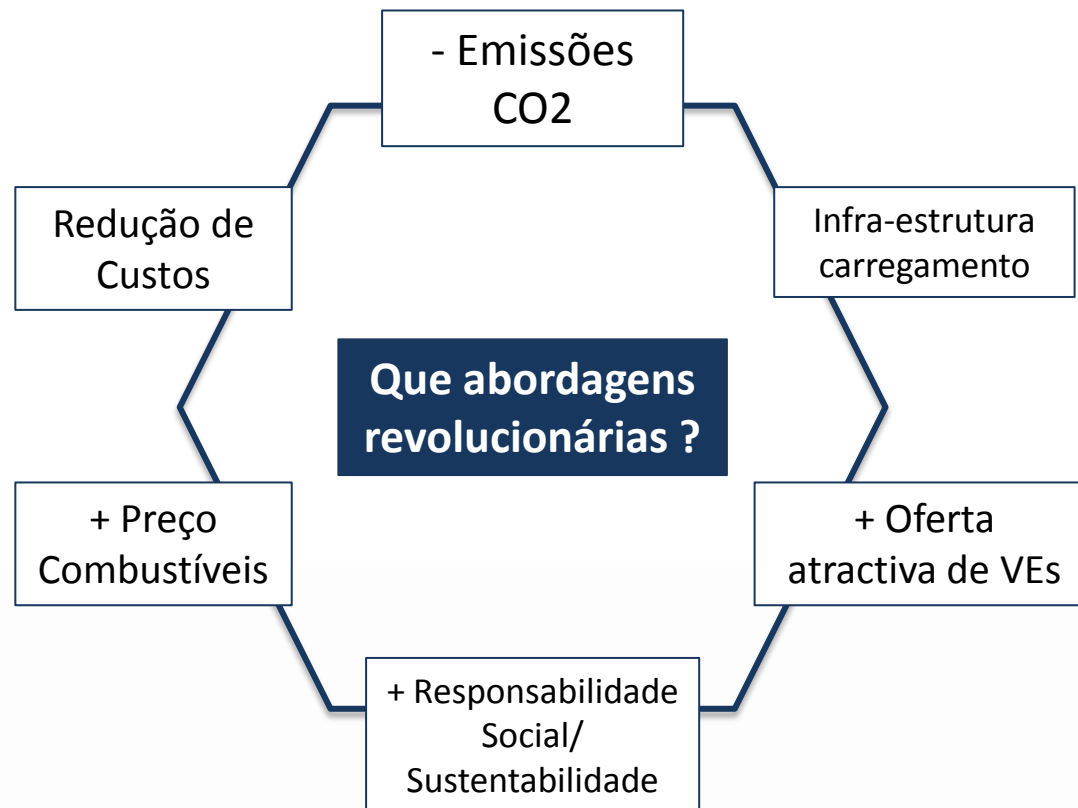 - Emissões
CO2
Redução de
Custos
Infra-estrutura
carregamento
Que abordagens
revolucionárias ?
+ Preço
Combustíveis
+ Oferta
atractiva de VEs
+ Responsabilidade
Social/
Sustentabilidade